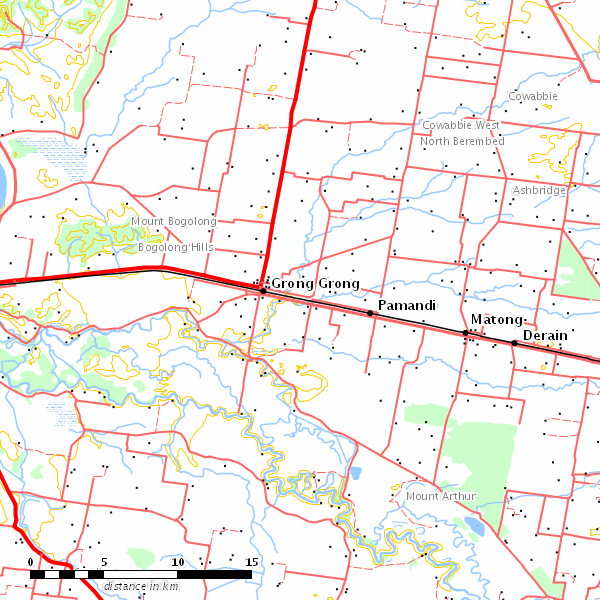 Cowabbie
Cowabbie West
North Berembed
Ashbridge
Mount Bogolong
Bogolong Hills
Grong Grong
Pamandi
Matong
Derain
Mount Arthur
0 5 10 15
distance in km